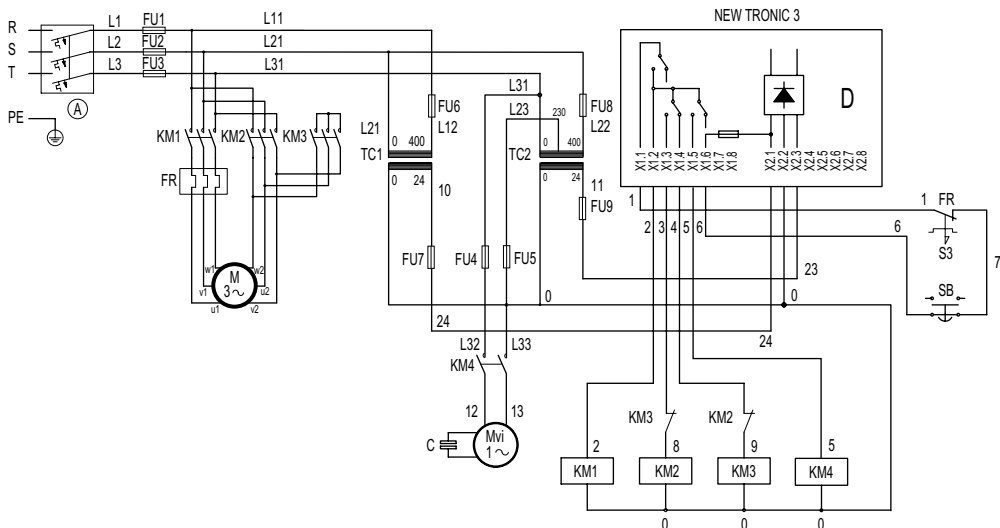 NEW TRONIC 3
R L1 FU1 L11
S L2 FU2 L21
T L3 FU3 L31
A
PE
KM1 KM2 KM3
FR
w1 w2
M
3~
v1 u2
u1 v2
FU6
L12
L21
0 400
TC1
0 24
10
FU7
24
L31
L23
230
FU8
L22
0 400
TC2
0 24
11
FU9
FU4 FU5
0
23
L32 L33
KM4
12 13
C
Mvi
1~
D
X1.1 X1.2 X1.3 X1.4 X1.5 X1.6 X1.7 X1.8 X2.1 X2.2 X2.3 X2.4 X2.5 X2.6 X2.7 X2.8
1 2 3 4 5 6
1 FR
S3
6
7
SB
0
24
KM3 KM2
2 8 9 5
KM1 KM2 KM3 KM4
0 0 0